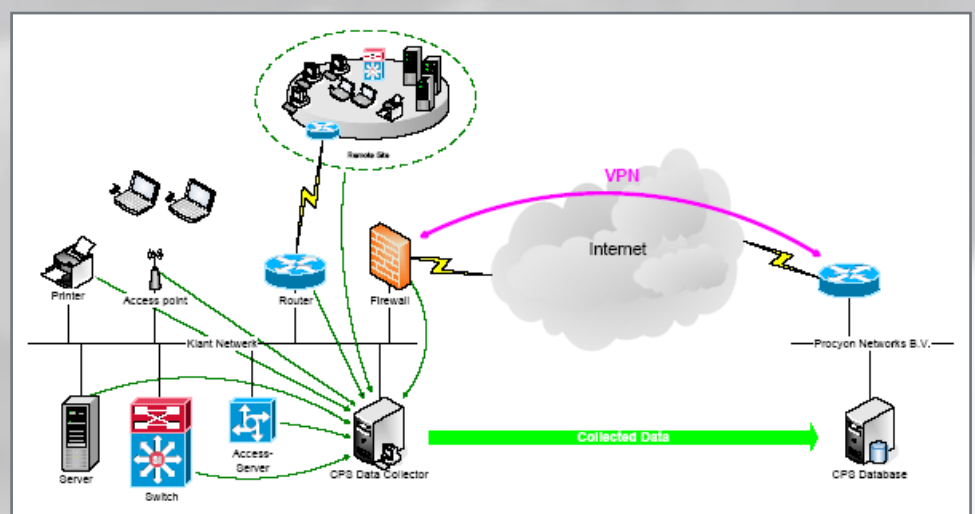 Remote Site
VPN
Internet
Printer
Access point
Router
Firewall
Klant Netwerk
Procyon Networks B.V.
Server
Switch
Access-
Server
CPS Data Collector
Collected Data
CPS Database